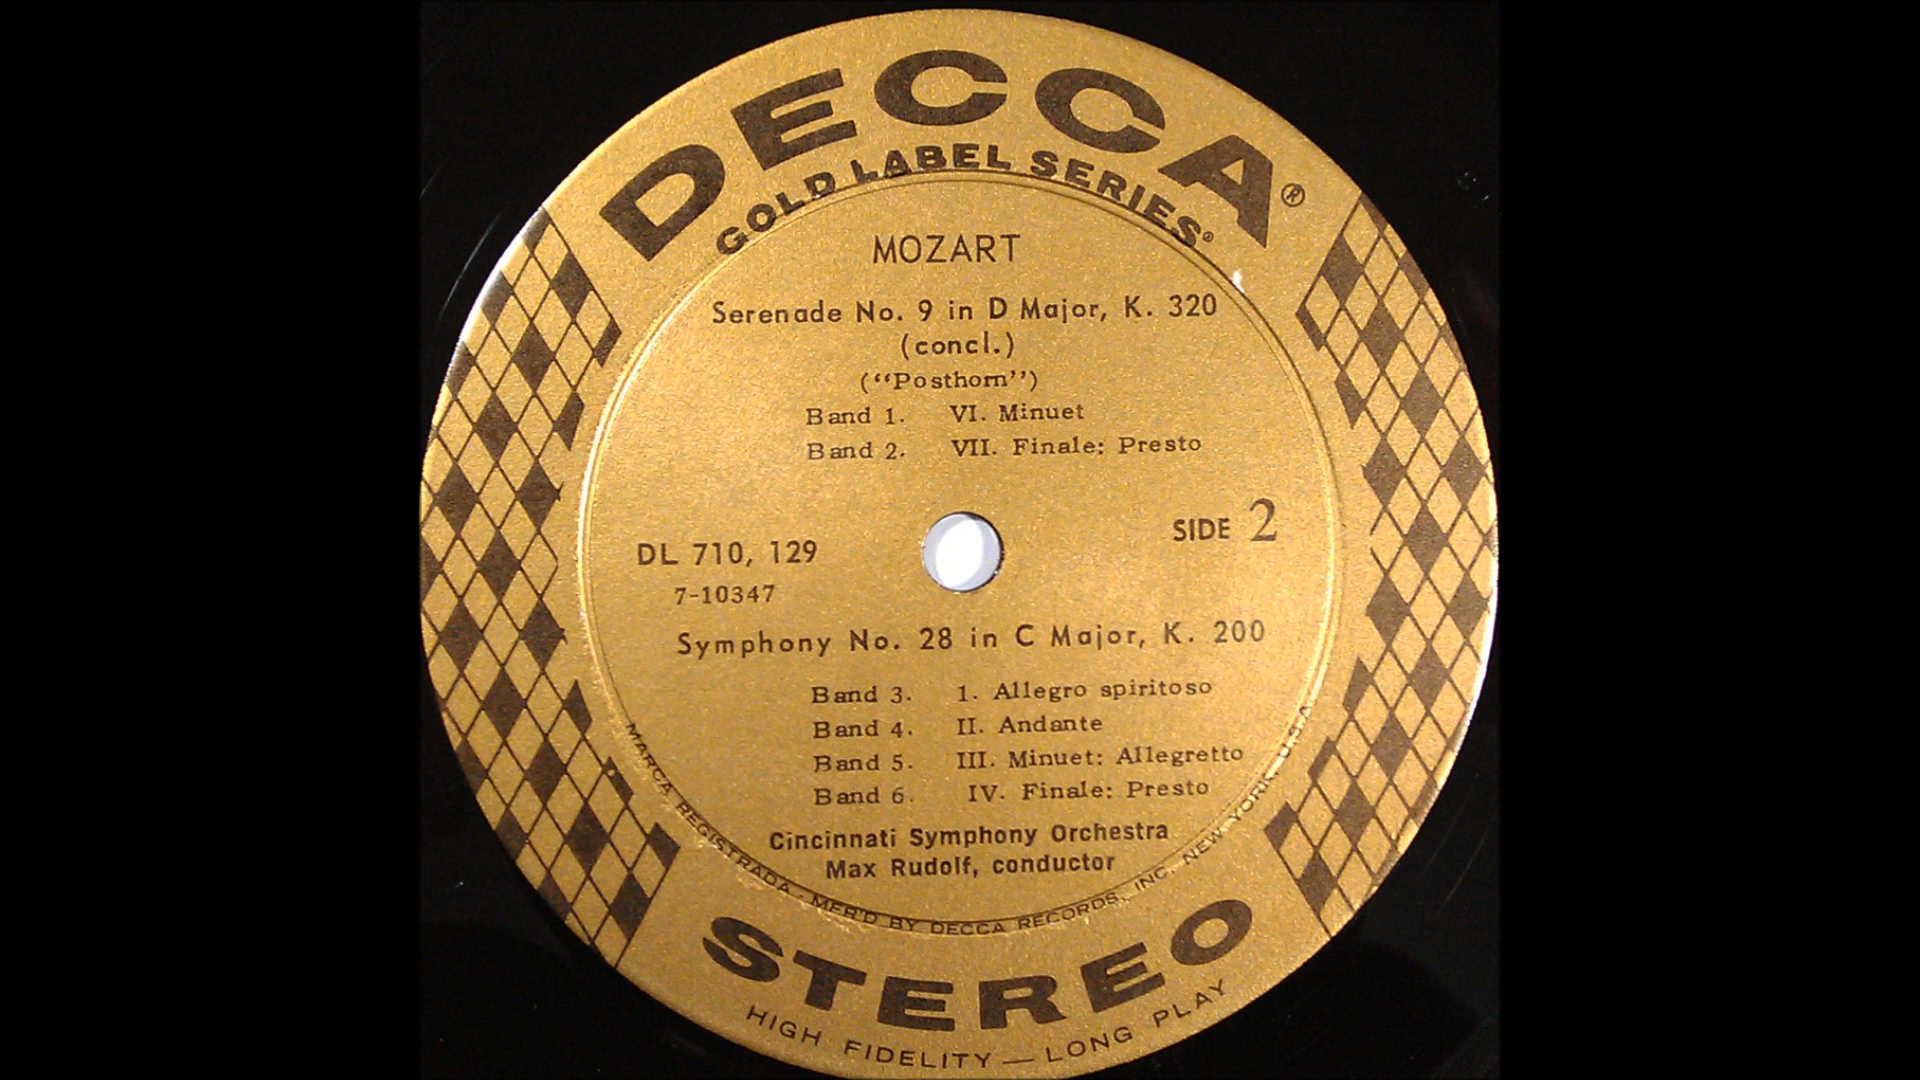 DECCA®
GOLD LABEL SERIES®
MOZART
Serenade No. 9 in D Major, K. 320
(concl.)
(“Posthorn”)
Band 1. VI. Minuet
Band 2. VII. Finale: Presto
SIDE 2
DL 710, 129
7-10347
Symphony No. 28 in C Major, K. 200
Band 3. I. Allegro spiritoso
Band 4. II. Andante
Band 5. III. Minuet: Allegretto
Band 6. IV. Finale: Presto
Cincinnati Symphony Orchestra
Max Rudolf, conductor
MARCA REGISTRADA. MFR'D BY DECCA RECORDS, INC. NEW YORK, U.S.A.
STEREO
HIGH FIDELITY — LONG PLAY